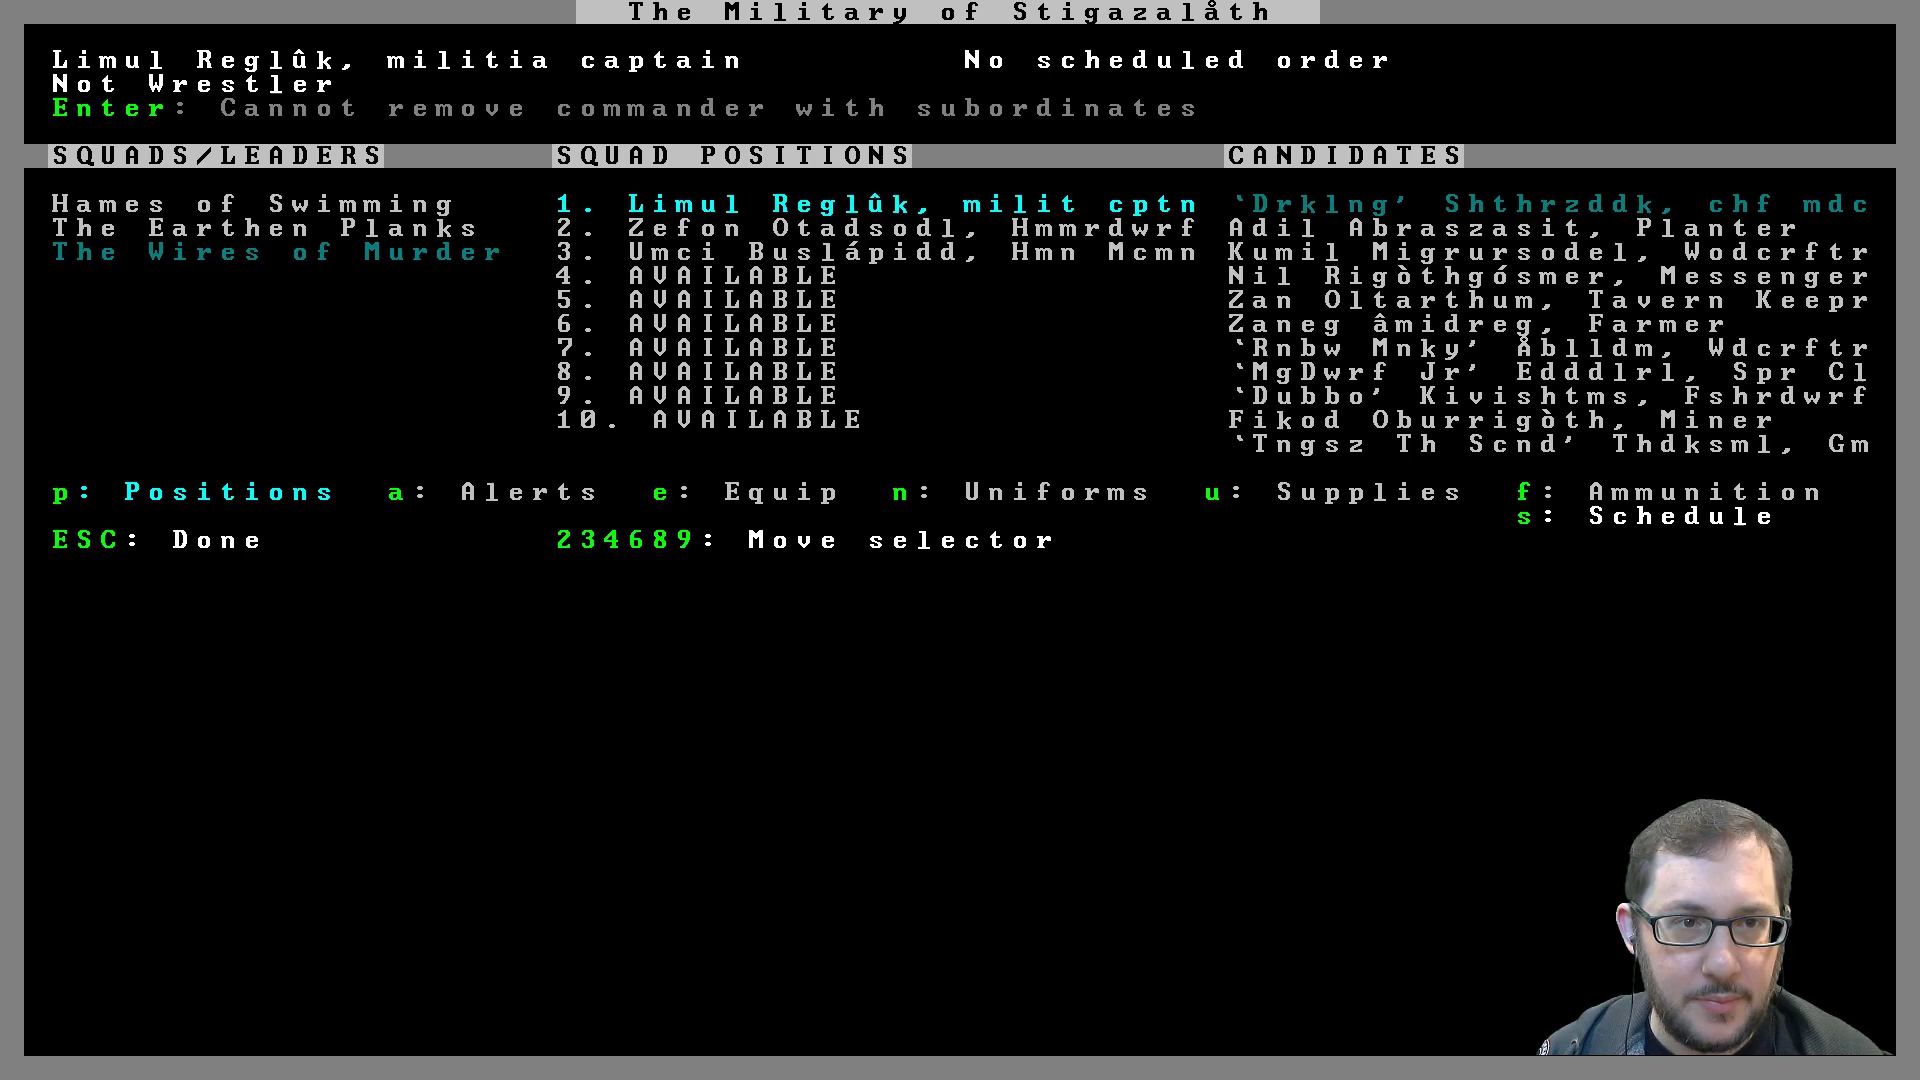 The Military of Stigazalåth
Limul Reglûk, militia captain No scheduled order
Not Wrestler
Enter: Cannot remove commander with subordinates
SQUADS/LEADERS SQUAD POSITIONS CANDIDATES
Hames of Swimming 1. Limul Reglûk, milit cptn `Drklng' Shthrzddk, chf mdc
The Earthen Planks 2. Zefon Otadsodl, Hmmrdwrf Adil Abraszasit, Planter
The Wires of Murder 3. Umci Buslápidd, Hmn Mcmn Kumil Migrursodel, Wodcrftr
4. AVAILABLE Nil Rigòthgósmer, Messenger
5. AVAILABLE Zan Oltarthum, Tavern Keepr
6. AVAILABLE Zaneg âmidreg, Farmer
7. AVAILABLE `Rnbw Mnky' Åblldm, Wdcrftr
8. AVAILABLE `MgDwrf Jr' Edddlrl, Spr Cl
9. AVAILABLE `Dubbo' Kivishtms, Fshrdwrf
10. AVAILABLE Fikod Oburrigòth, Miner
`Tngsz Th Scnd' Thdksml, Gm
p: Positions a: Alerts e: Equip n: Uniforms u: Supplies f: Ammunition
s: Schedule
ESC: Done 234689: Move selector